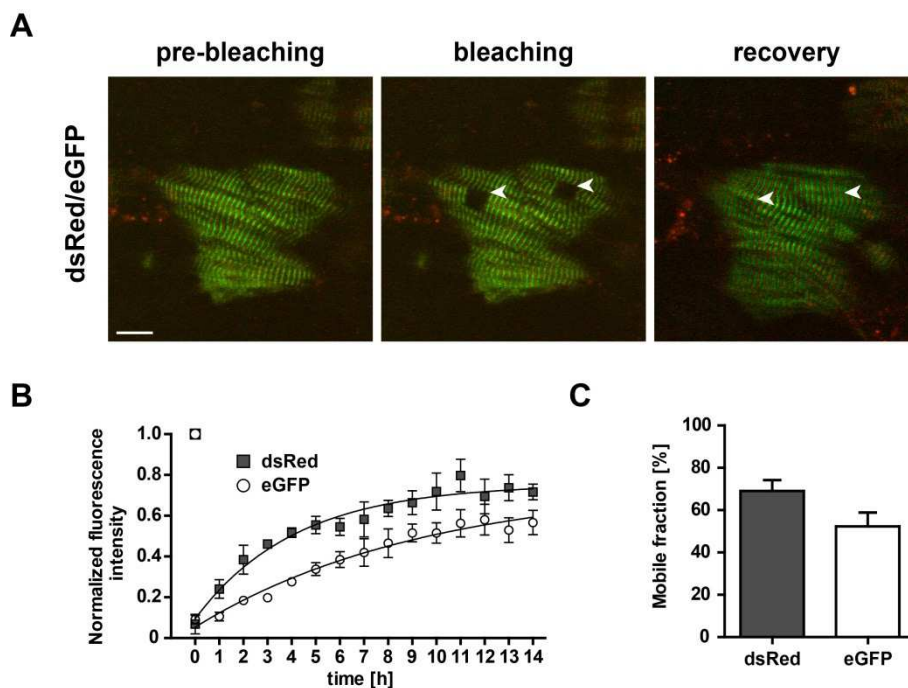 A
pre-bleaching bleaching recovery
dsRed/eGFP
B
Normalized fluorescence
intensity
1.0
0.8
0.6
0.4
0.2
0
dsRed
eGFP
0 1 2 3 4 5 6 7 8 9 10 11 12 13 14
time [h]
C
Mobile fraction [%]
100
80
60
40
20
0
dsRed eGFP